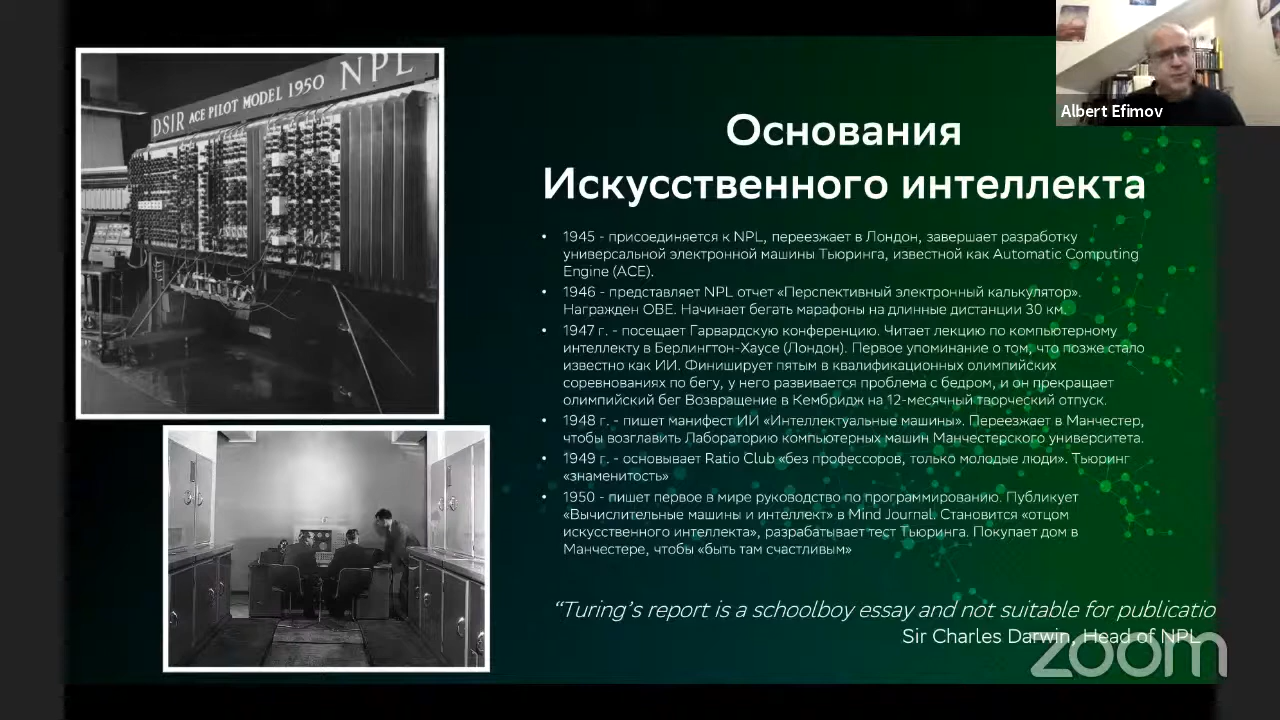 DSIR ACE PILOT MODEL 1950 NPL
Albert Efimov
Основания
Искусственного интеллекта
• 1945 - присоединяется к NPL, переезжает в Лондон, завершает разработку
универсальной электронной машины Тьюринга, известной как Automatic Computing
Engine (ACE).
• 1946 - представляет NPL отчет «Перспективный электронный калькулятор».
Награжден OBE. Начинает бегать марафоны на длинные дистанции 30 км.
• 1947 г. - посещает Гарвардскую конференцию. Читает лекцию по компьютерному
интеллекту в Берлингтон-Хаусе (Лондон). Первое упоминание о том, что позже стало
известно как ИИ. Финиширует пятым в квалификационных олимпийских
соревнованиях по бегу, у него развивается проблема с бедром, и он прекращает
олимпийский бег Возвращение в Кембридж на 12-месячный творческий отпуск.
• 1948 г. - пишет манифест ИИ «Интеллектуальные машины». Переезжает в Манчестер,
чтобы возглавить Лабораторию компьютерных машин Манчестерского университета.
• 1949 г. - основывает Ratio Club «без профессоров, только молодые люди». Тьюринг
«знаменитость»
• 1950 - пишет первое в мире руководство по программированию. Публикует
«Вычислительные машины и интеллект» в Mind Journal. Становится «отцом
искусственного интеллекта», разрабатывает тест Тьюринга. Покупает дом в
Манчестере, чтобы «быть там счастливым»
“Turing’s report is a schoolboy essay and not suitable for publicatio
Sir Charles Darwin, Head of NPL
zoom